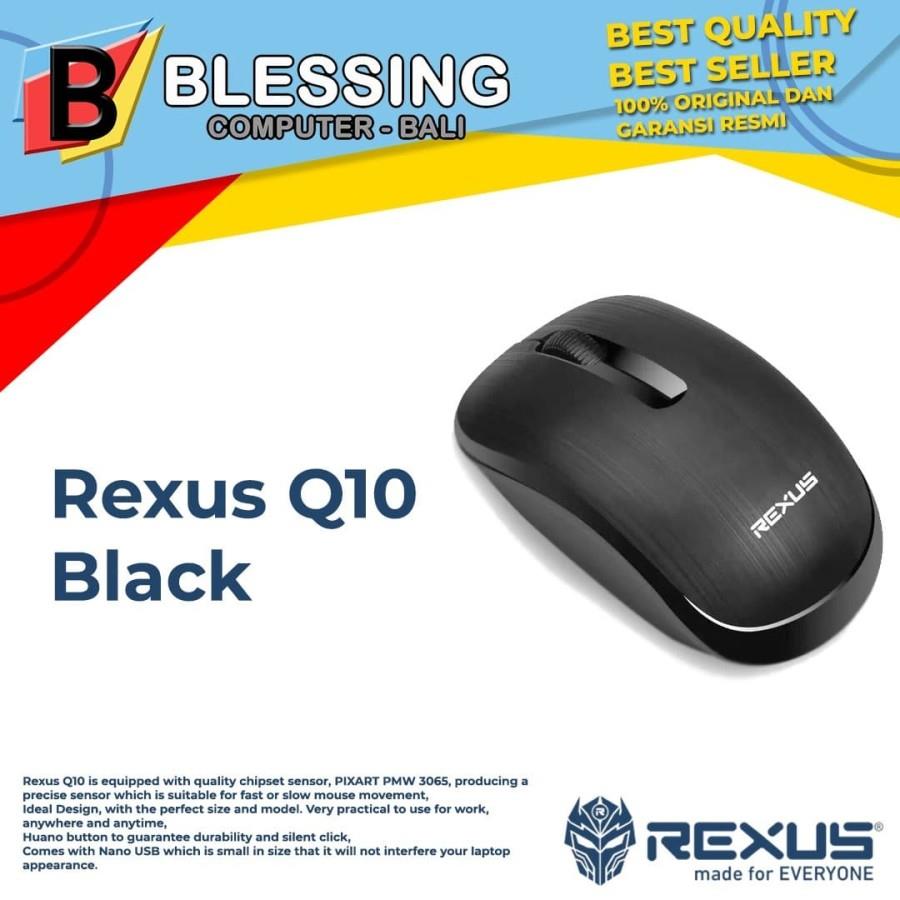 B BLESSING
COMPUTER - BALI
BEST QUALITY
BEST SELLER
100% ORIGINAL DAN
GARANSI RESMI
REXUS
Rexus Q10
Black
Rexus Q10 is equipped with quality chipset sensor, PIXART PMW 3065, producing a
precise sensor which is suitable for fast or slow mouse movement,
Ideal Design, with the perfect size and model. Very practical to use for work,
anywhere and anytime,
Huano button to guarantee durability and silent click,
Comes with Nano USB which is small in size that it will not interfere your laptop
appearance.
R
REXUS®
made for EVERYONE